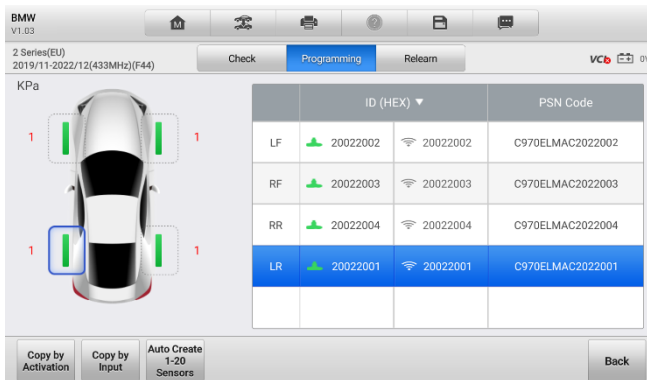 BMW
V1.03
M
?
2 Series(EU)
2019/11-2022/12(433MHz)(F44)
Check
Programming
Relearn
VCI
0V
KPa
1
1
1
1
ID (HEX) ▼ PSN Code
LF 20022002 20022002 C970ELMAC2022002
RF 20022003 20022003 C970ELMAC2022003
RR 20022004 20022004 C970ELMAC2022004
LR 20022001 20022001 C970ELMAC2022001
Copy by
Activation
Copy by
Input
Auto Create
1-20
Sensors
Back